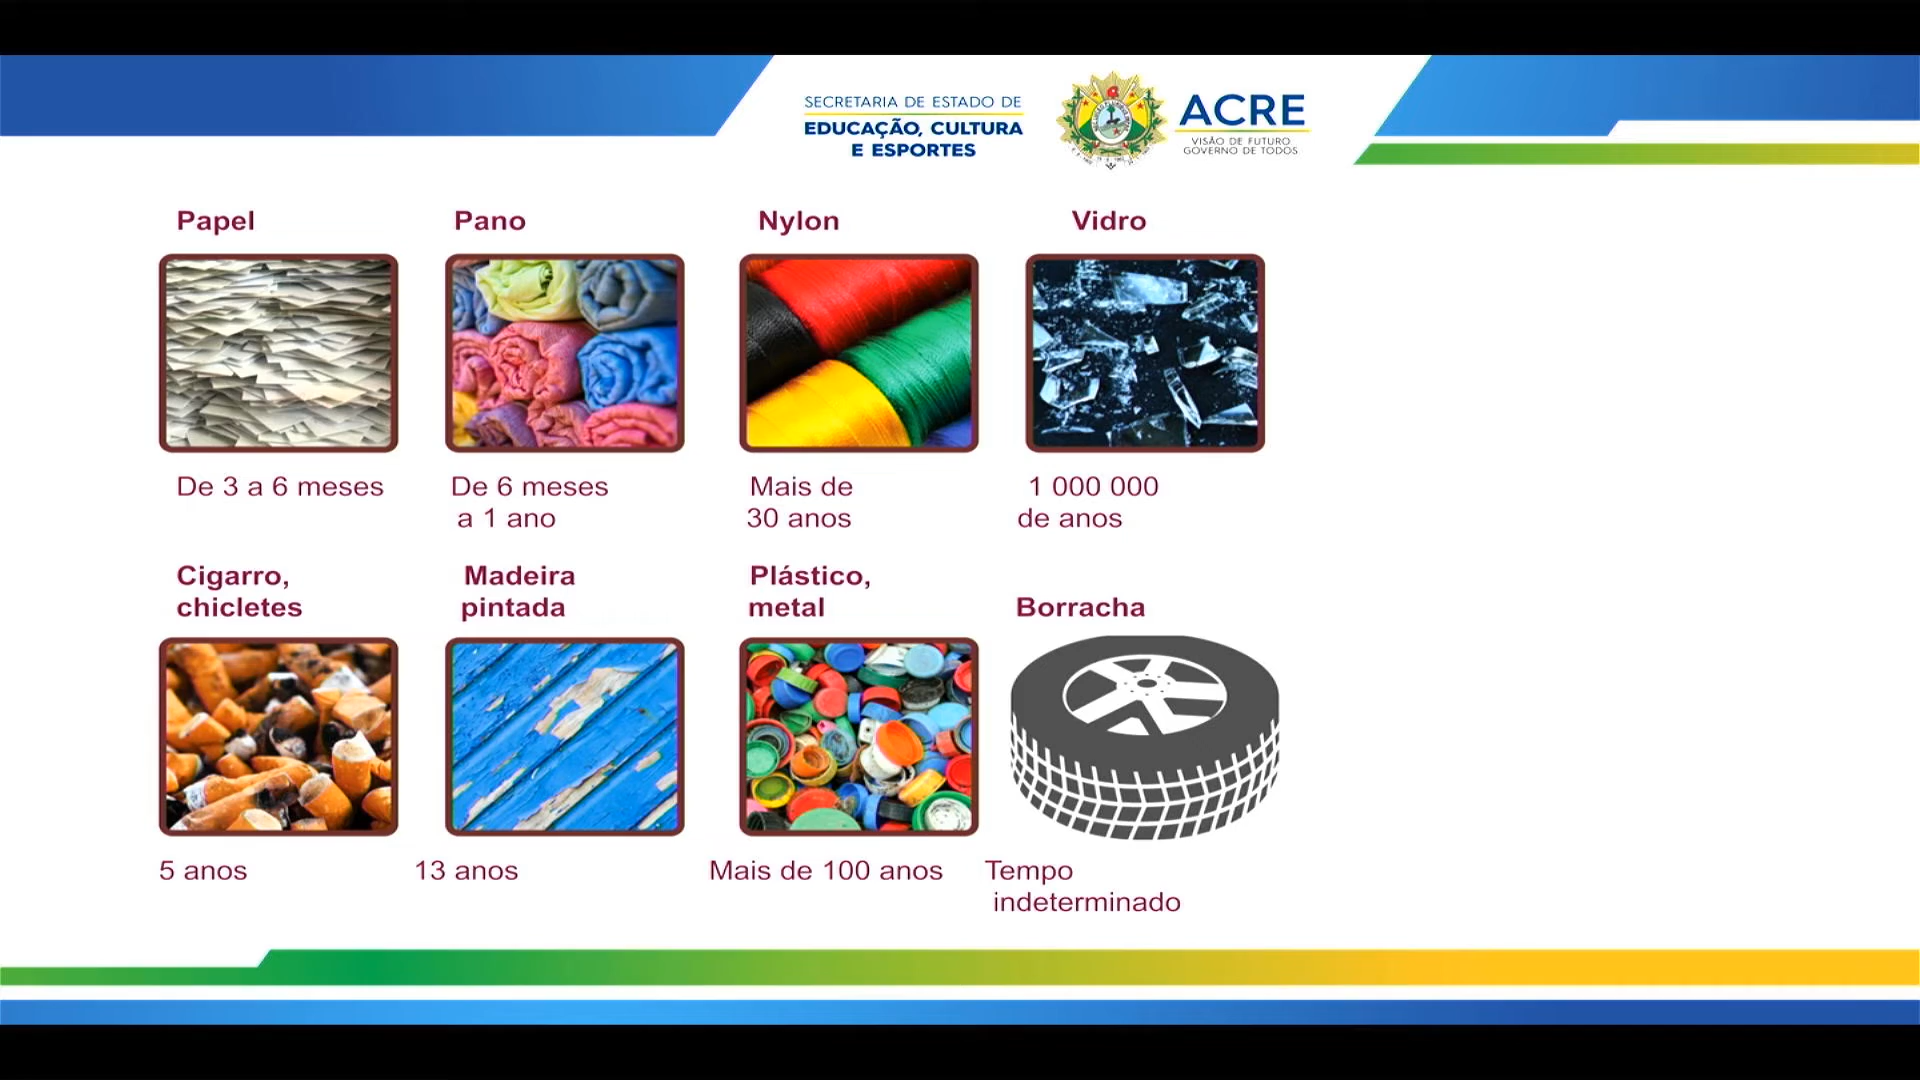 SECRETARIA DE ESTADO DE
EDUCAÇÃO, CULTURA
E ESPORTES
ACRE
VISÃO DE FUTURO
GOVERNO DE TODOS
Papel
Pano
Nylon
Vidro
De 3 a 6 meses
De 6 meses
a 1 ano
Mais de
30 anos
1 000 000
de anos
Cigarro,
chicletes
Madeira
pintada
Plástico,
metal
Borracha
5 anos
13 anos
Mais de 100 anos
Tempo
indeterminado